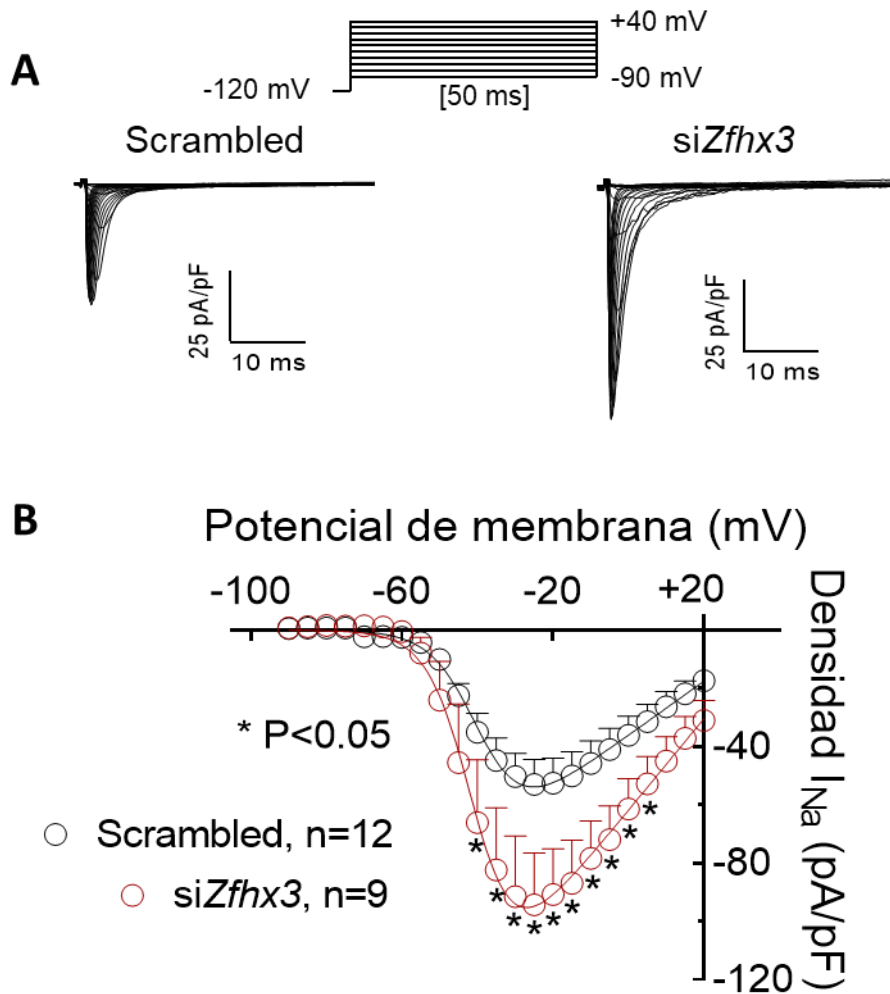 A
+40 mV
-120 mV
[50 ms]
-90 mV
Scrambled
siZfhx3
25 pA/pF
10 ms
25 pA/pF
10 ms
B
Potencial de membrana (mV)
-100
-60
-20
+20
Densidad INa (pA/pF)
-40
-80
-120
* P<0.05
Scrambled, n=12
siZfhx3, n=9
* * * * * * * * * *